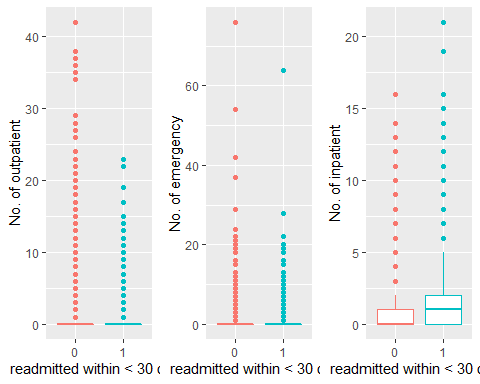 No. of outpatient
40
30
20
10
0
0 1
readmitted within < 30 d
No. of emergency
60
40
20
0
0 1
readmitted within < 30 d
No. of inpatient
20
15
10
5
0
0 1
readmitted within < 30 d